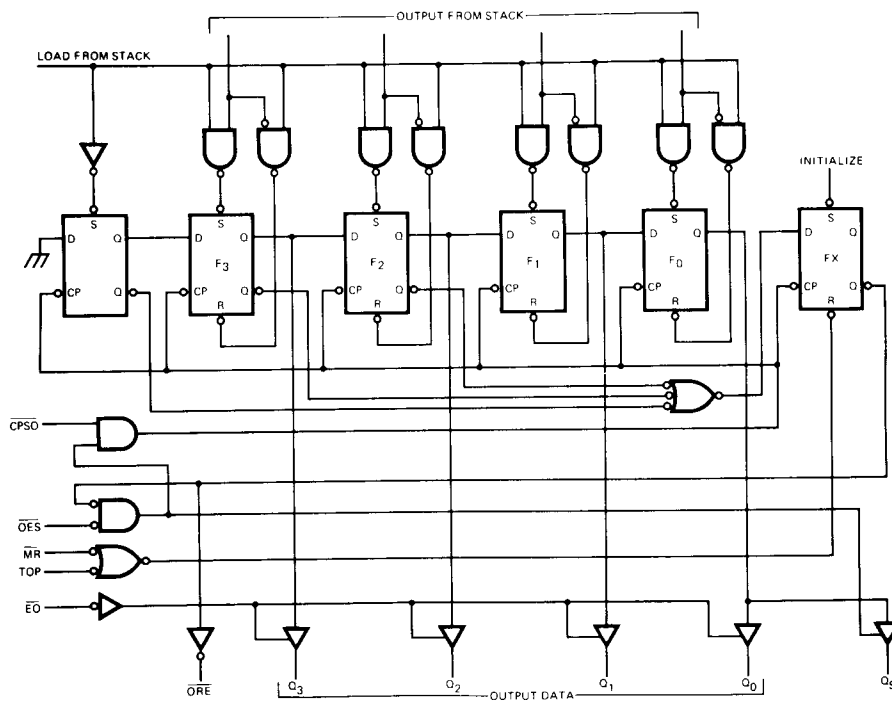 OUTPUT FROM STACK
LOAD FROM STACK
INITIALIZE
S S S S S S
D Q D Q D Q D Q D Q D Q
F3 F2 F1 F0 FX
CP Q CP Q CP Q CP CP CP Q
R R R R R
CPSO
OES
MR
TOP
EO
ORE Q3 Q2 Q1 Q0 QS
OUTPUT DATA